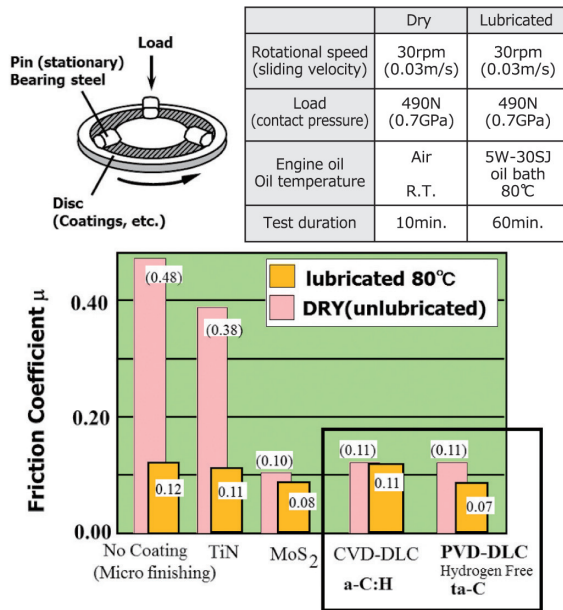 Load
Pin (stationary)
Bearing steel
Disc
(Coatings, etc.)
Dry
Lubricated
Rotational speed
(sliding velocity)
30rpm
(0.03m/s)
30rpm
(0.03m/s)
Load
(contact pressure)
490N
(0.7GPa)
490N
(0.7GPa)
Engine oil
Oil temperature
Air
R.T.
5W-30SJ
oil bath
80℃
Test duration
10min.
60min.
Friction Coefficient μ
0.40
0.20
0.00
lubricated 80℃
DRY(unlubricated)
(0.48)
(0.38)
(0.10)
(0.11)
(0.11)
0.12
0.11
0.08
0.11
0.07
No Coating
(Micro finishing)
TiN
MoS₂
CVD-DLC
a-C:H
PVD-DLC
Hydrogen Free
ta-C